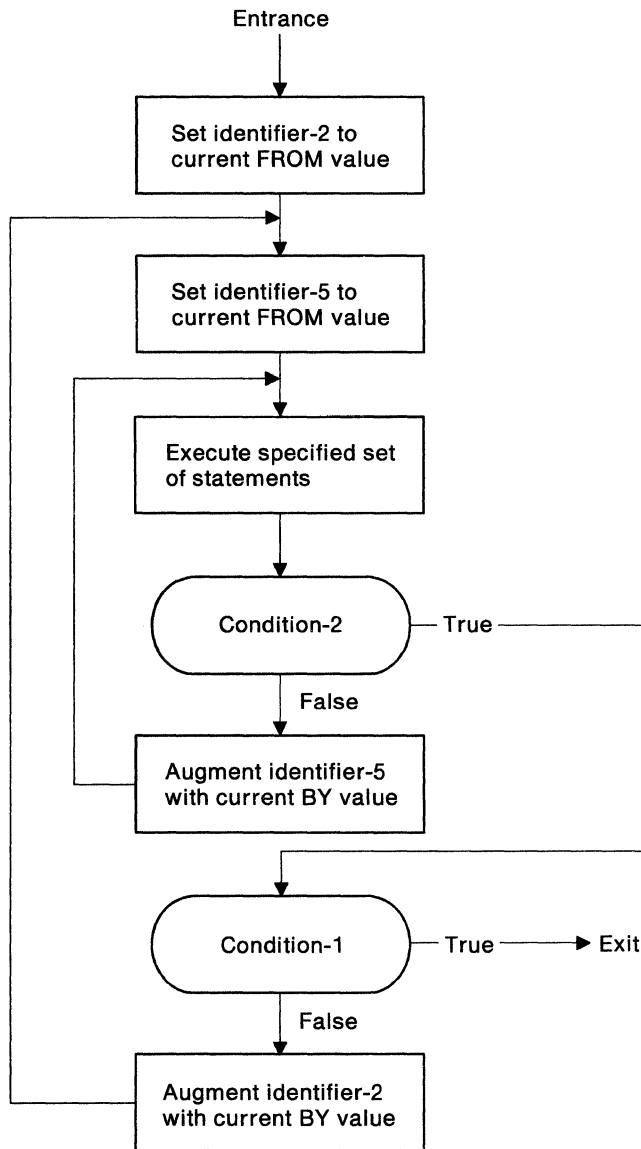 Entrance
Set identifier-2 to
current FROM value
Set identifier-5 to
current FROM value
Execute specified set
of statements
Condition-2
True
False
Augment identifier-5
with current BY value
Condition-1
True
Exit
False
Augment identifier-2
with current BY value